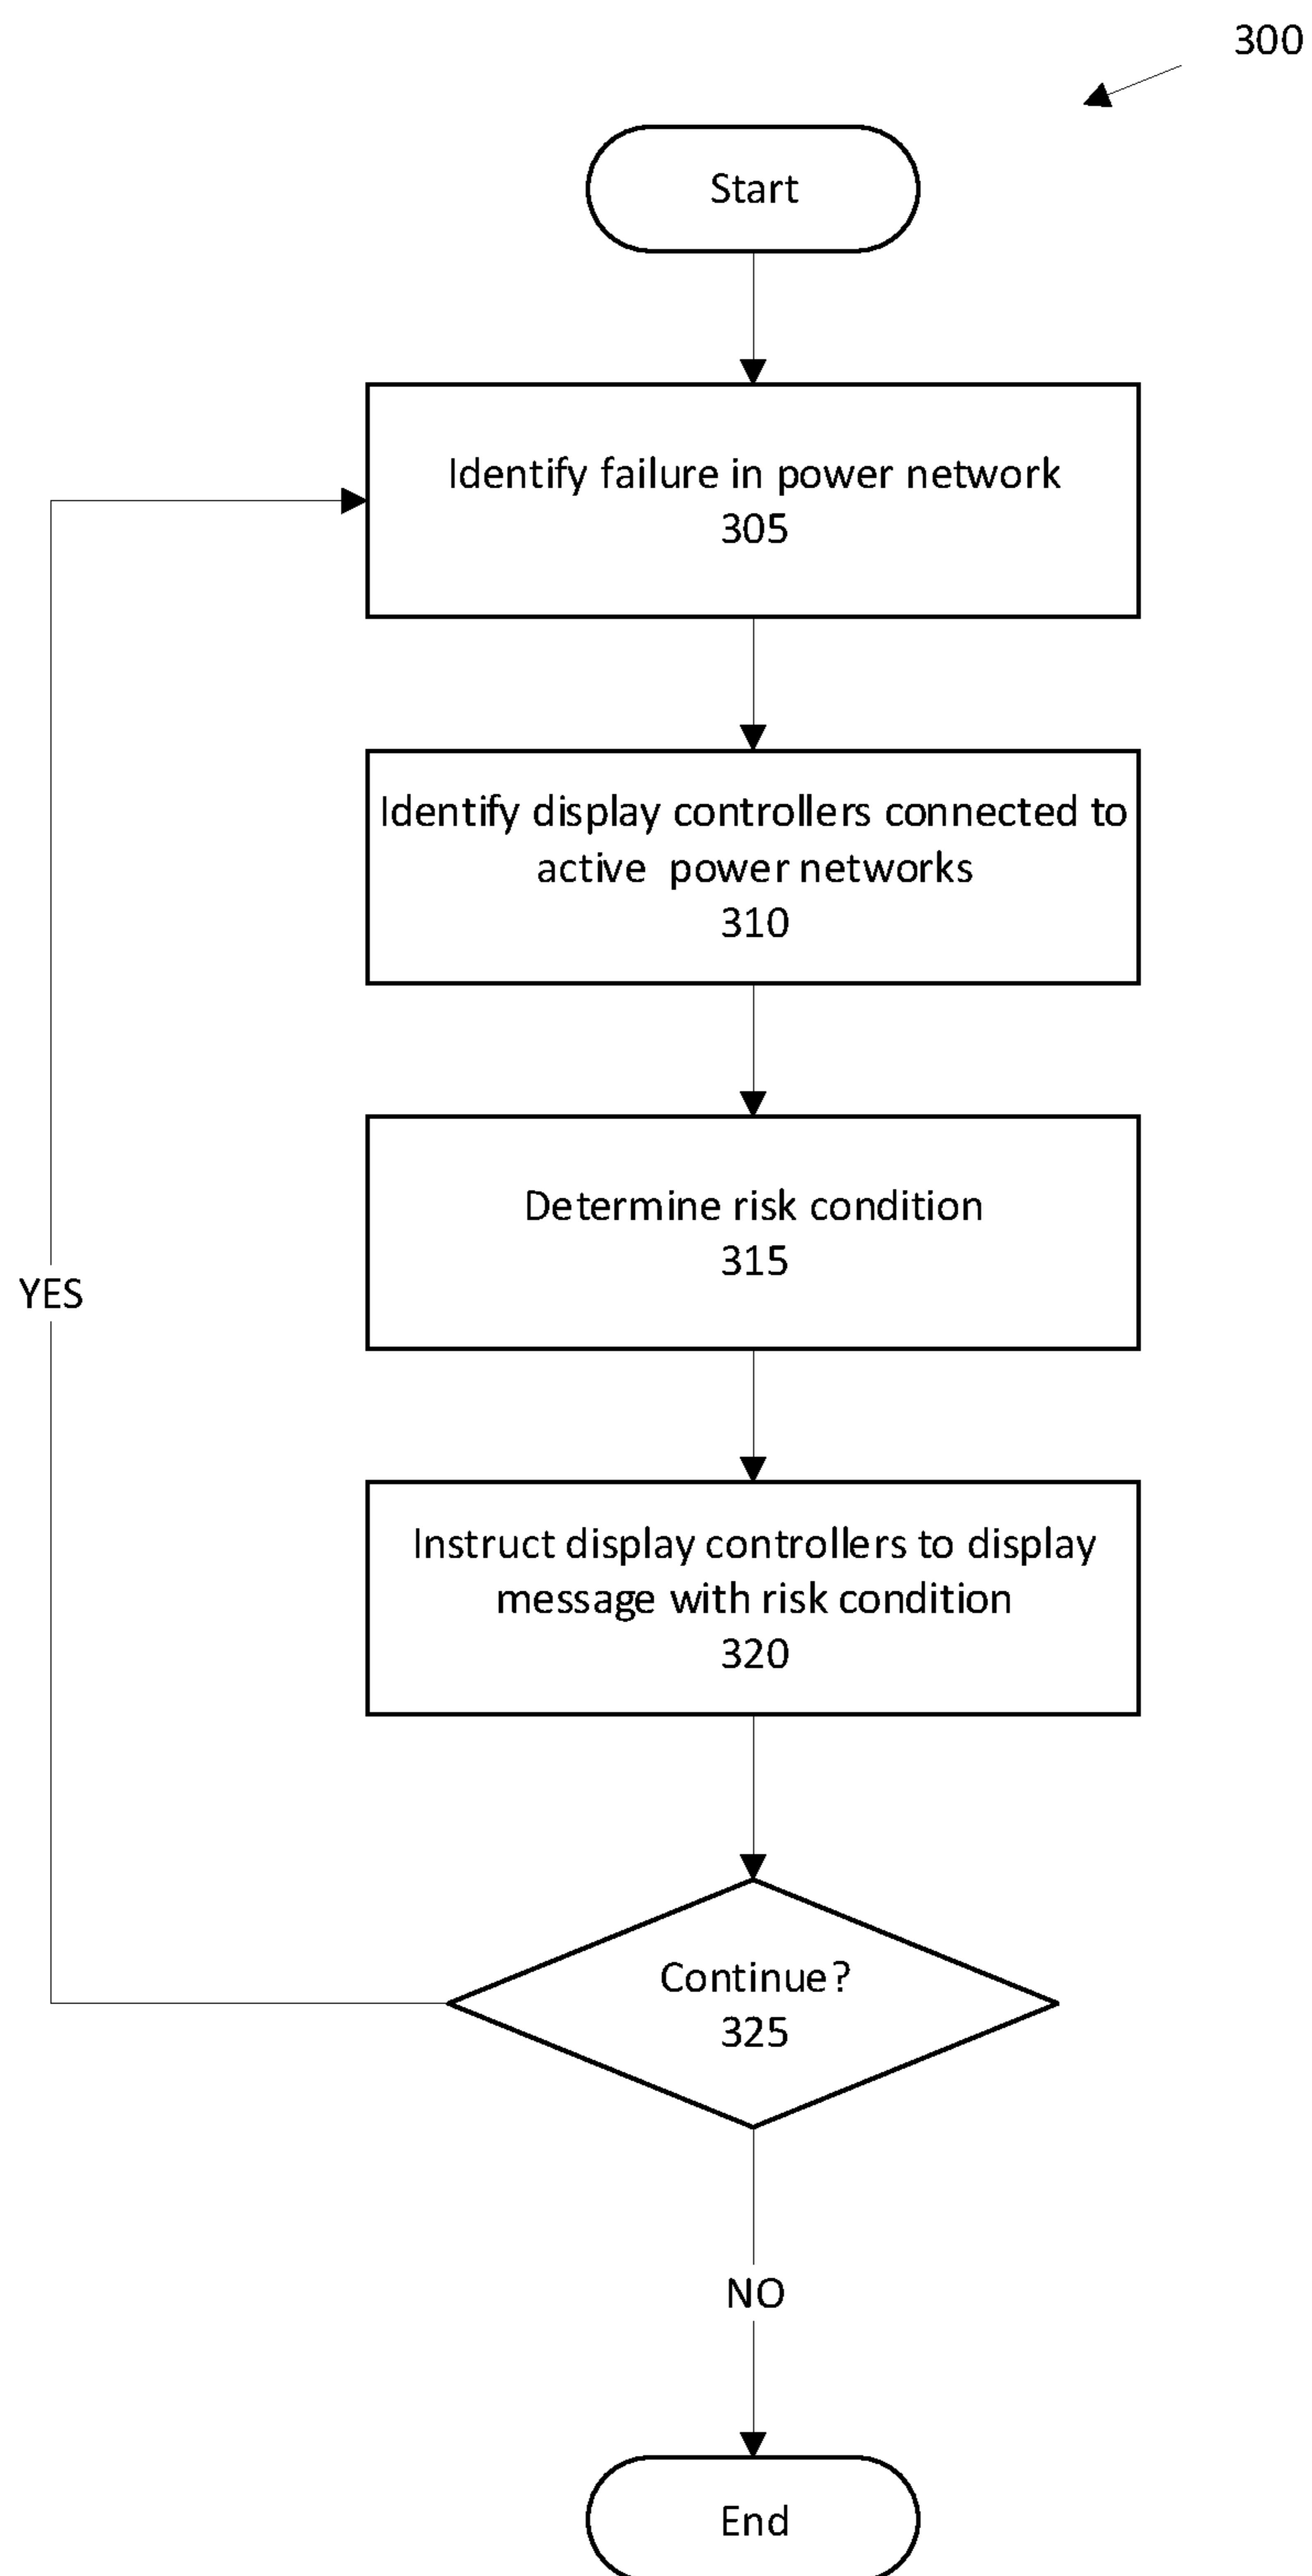 300
Start
Identify failure in power network
305
Identify display controllers connected to
active power networks
310
Determine risk condition
315
YES
Instruct display controllers to display
message with risk condition
320
Continue?
325
NO
End